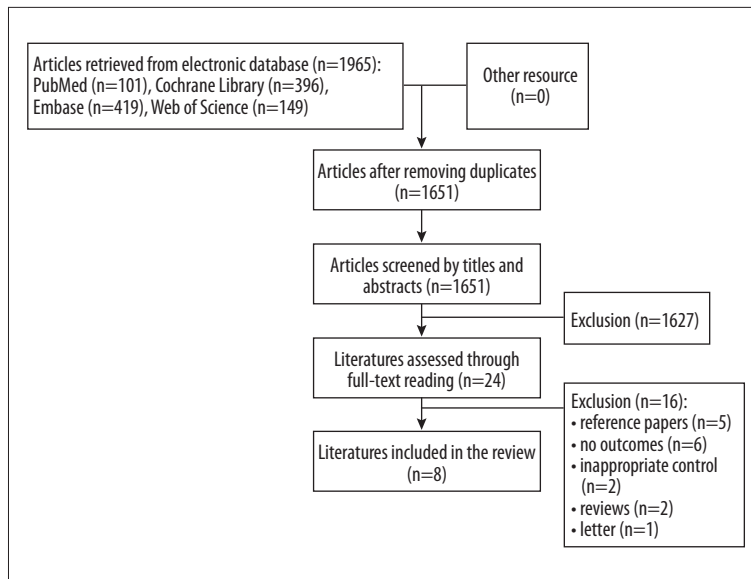 Articles retrieved from electronic database (n=1965):
PubMed (n=101), Cochrane Library (n=396),
Embase (n=419), Web of Science (n=149)
Other resource
(n=0)
Articles after removing duplicates
(n=1651)
Articles screened by titles and
abstracts (n=1651)
Exclusion (n=1627)
Literatures assessed through
full-text reading (n=24)
Exclusion (n=16):
• reference papers (n=5)
• no outcomes (n=6)
• inappropriate control
(n=2)
• reviews (n=2)
• letter (n=1)
Literatures included in the review
(n=8)